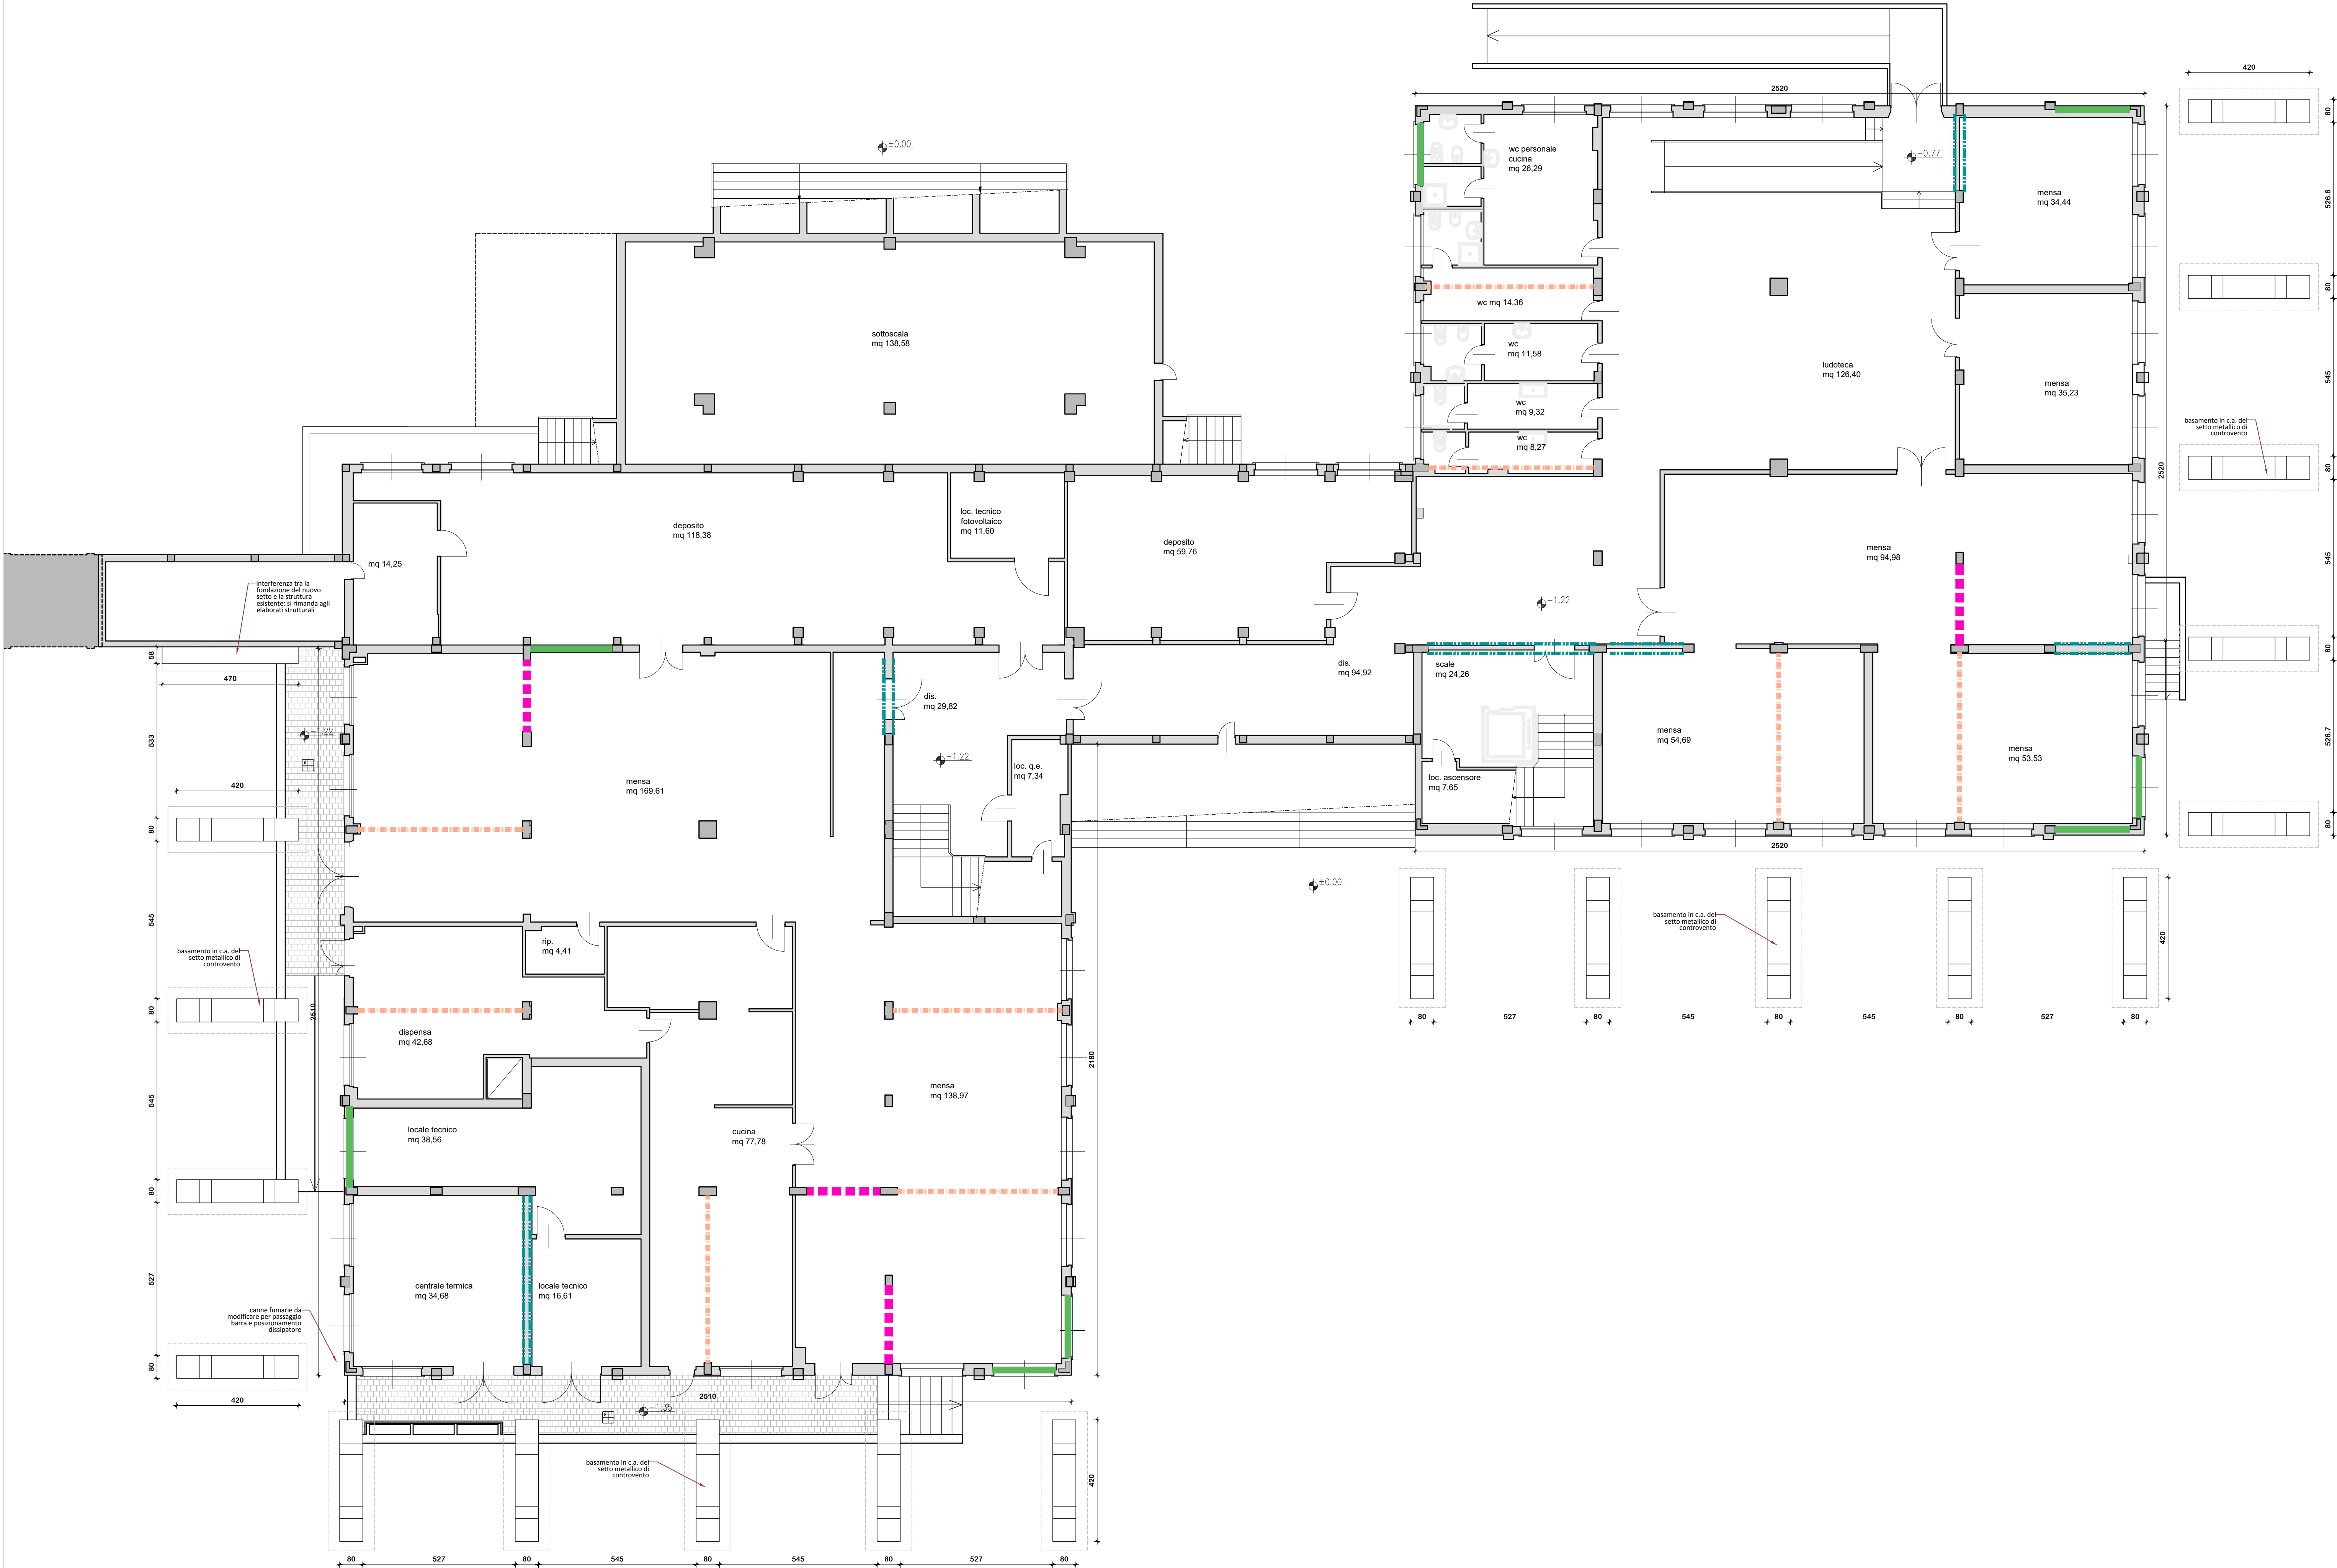 420
2520
80
±0.00
wc personale
cucina
mq 26,29
-0.77
mensa
mq 34,44
526.8
80
wc mq 14,36
sottoscala
mq 138,58
wc
mq 11,58
ludoteca
mq 126,40
mensa
mq 35,23
545
wc
mq 9,32
basamento in c.a. del
setto metallico di
controvento
wc
mq 8,27
80
2520
loc. tecnico
fotovoltaico
mq 11,60
deposito
mq 118,38
deposito
mq 59,76
mensa
mq 94,98
545
mq 14,25
interferenza tra la
fondazione del nuovo
setto e la struttura
esistente: si rimanda agli
elaborati strutturali
-1.22
58
470
dis.
mq 94,92
scale
mq 24,26
80
dis.
mq 29,82
-1.22
533
mensa
mq 54,69
mensa
mq 53,53
526.7
-1.22
loc. q.e.
mq 7,34
loc. ascensore
mq 7,65
mensa
mq 169,61
420
80
80
2520
±0.00
545
basamento in c.a. del
setto metallico di
controvento
rip.
mq 4,41
basamento in c.a. del
setto metallico di
controvento
420
80
2510
80
527
80
545
80
545
80
527
80
dispensa
mq 42,68
2180
545
mensa
mq 138,97
locale tecnico
mq 38,56
cucina
mq 77,78
80
527
centrale termica
mq 34,68
locale tecnico
mq 16,61
canne fumarie da
modificare per passaggio
barra e posizionamento
dissipatore
80
420
2510
-1.35
basamento in c.a. del
setto metallico di
controvento
420
80
527
80
545
80
545
80
527
80